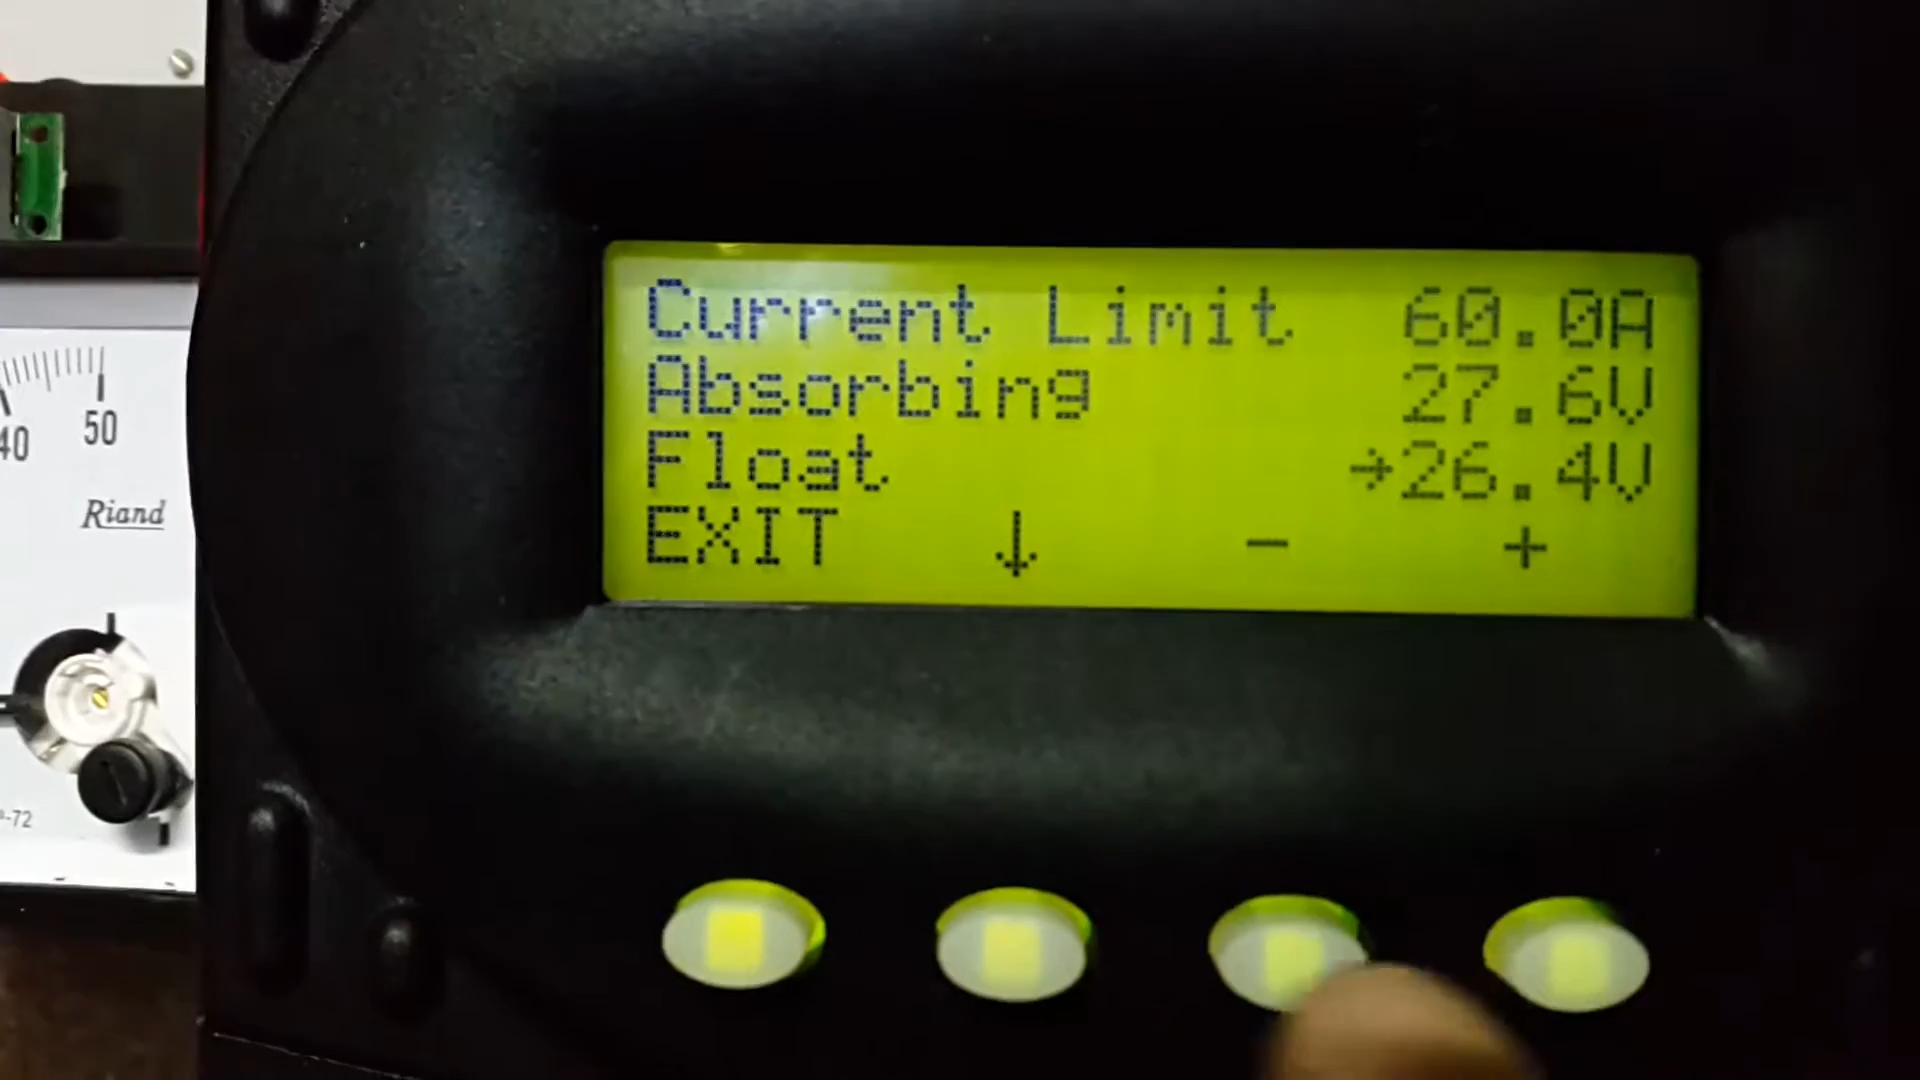 Current Limit 60.0A
Absorbing 27.6V
Float →26.4V
EXIT ↓ - +
40 50
Riand
-72